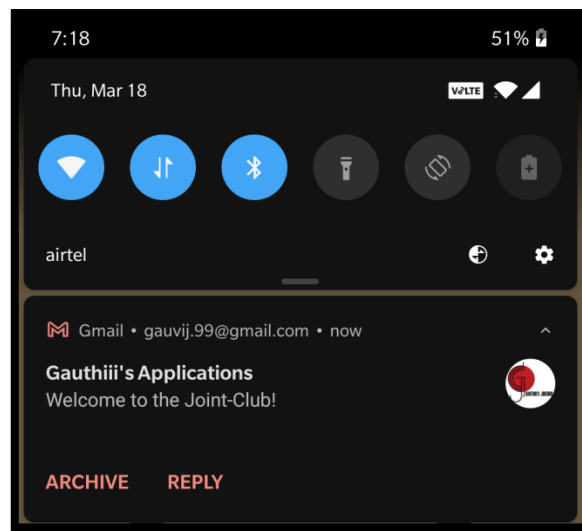 7:18 51%
Thu, Mar 18 VoLTE
airtel
Gmail • gauvij.99@gmail.com • now
Gauthiii's Applications
Welcome to the Joint-Club!
ARCHIVE REPLY